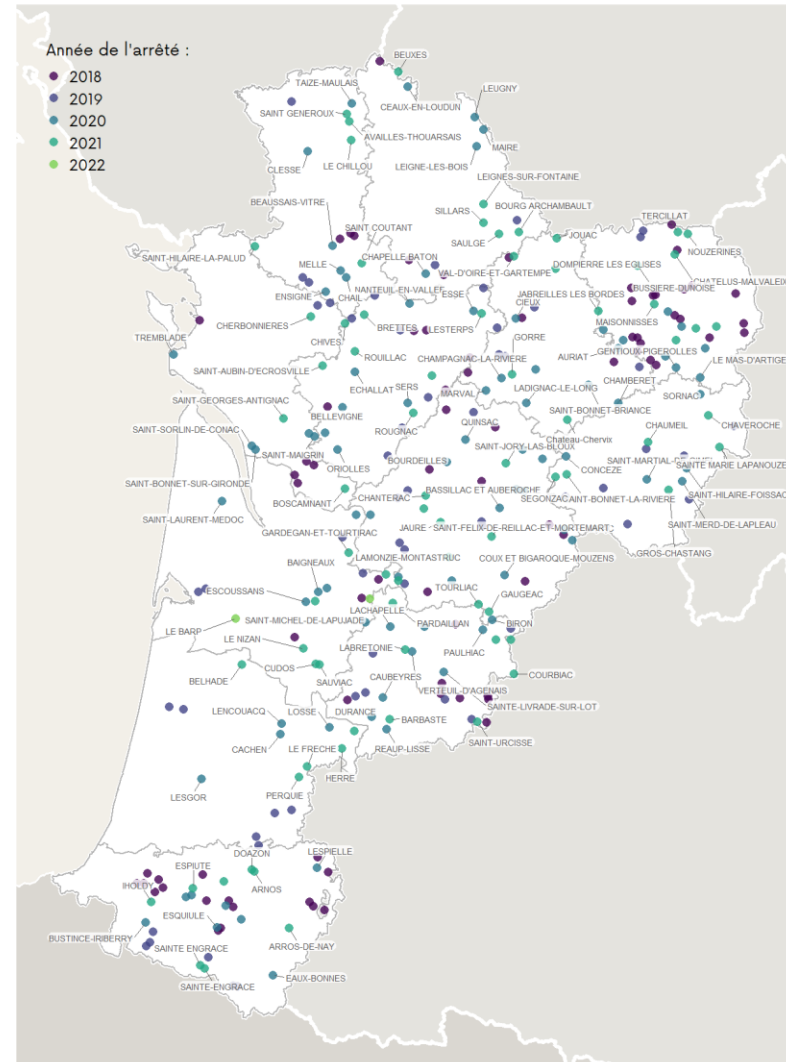 Année de l'arrêté :
2018
2019
2020
2021
2022
BEUXES
TAIZE-MAULAIS
LEUGNY
CEAUX-EN-LOUDUN
SAINT GENEROUX
AVAILLES-THOUARSAIS
MAIRE
CLESSE
LE CHILLOU
LEIGNE-LES-BOIS
LEIGNES-SUR-FONTAINE
BEAUSSAIS-VITRE
SILLARS
BOURG ARCHAMBAULT
TERCILLAT
SAINT COUTANT
SAINT-HILAIRE-LA-PALUD
CHAPELLE-BATON
SAULGE
JOUAC
NOUZERINES
MELLE
VAL-D'OIRE-ET-GARTEMPE
DOMPIERRE LES EGLISES
CHATELUS-MALVALEIX
ENSIGNE
CHAIL
NANTEUIL-EN-VALLEE
ESSE
JABREILLES LES BORDES
BUSSIERE-DUNOISE
CIEUX
TREMBLADE
CHERBONNIERES
BRETTES
LESTERPS
MAISONNISSES
CHIVES
GORRE
ROUILLAC
CHAMPAGNAC-LA-RIVIERE
AURIAT
GENTIOUX-PIGEROLLES
LE MAS-D'ARTIGE
SAINT-AUBIN-D'ECROSVILLE
ECHALLAT
SERS
MARVAL
LADIGNAC-LE-LONG
CHAMBERET
SORNAC
SAINT-GEORGES-ANTIGNAC
BELLEVIGNE
SAINT-BONNET-BRIANCE
ROUGNAC
QUINSAC
CHAUMEIL
CHAVEROCHE
SAINT-SORLIN-DE-CONAC
SAINT-MAIGRIN
Chateau-Chervix
SAINT-JORY-LAS-BLOUX
BOURDEILLES
CONCEZE
SAINT-MARTIAL-DE-GIMEL
SAINTE MARIE LAPANOUZE
ORIOLLES
SAINT-BONNET-SUR-GIRONDE
BOSCAMNANT
CHANTERAC
BASSILLAC ET AUBEROCHE
SEGONZAC
SAINT-BONNET-LA-RIVIERE
SAINT-HILAIRE-FOISSAC
SAINT-LAURENT-MEDOC
GARDEGAN-ET-TOURTIRAC
JAURE
SAINT-FELIX-DE-REILLAC-ET-MORTEMART
SAINT-MERD-DE-LAPLEAU
GROS-CHASTANG
BAIGNEAUX
LAMONZIE-MONTASTRUC
COUX ET BIGAROQUE-MOUZENS
ESCOUSSANS
TOURLIAC
GAUGEAC
LACHAPELLE
LE BARP
SAINT-MICHEL-DE-LAPUJADE
PARDAILLAN
BIRON
LE NIZAN
LABRETONIE
PAULHIAC
CUDOS
SAUVIAC
COURBIAC
BELHADE
CAUBEYRES
VERTEUIL-D'AGENAIS
LENCOUACQ
LOSSE
DURANCE
SAINTE-LIVRADE-SUR-LOT
BARBASTE
CACHEN
LE FRECHE
REAUP-LISSE
SAINT-URCISSE
HERRE
LESGOR
PERQUIE
DOAZON
LESPIELLE
ESPIUTE
IHOLDY
ARNOS
ESQUIULE
BUSTINCE-IRIBERRY
SAINTE ENGRACE
ARROS-DE-NAY
EAUX-BONNES
SAINTE-ENGRACE